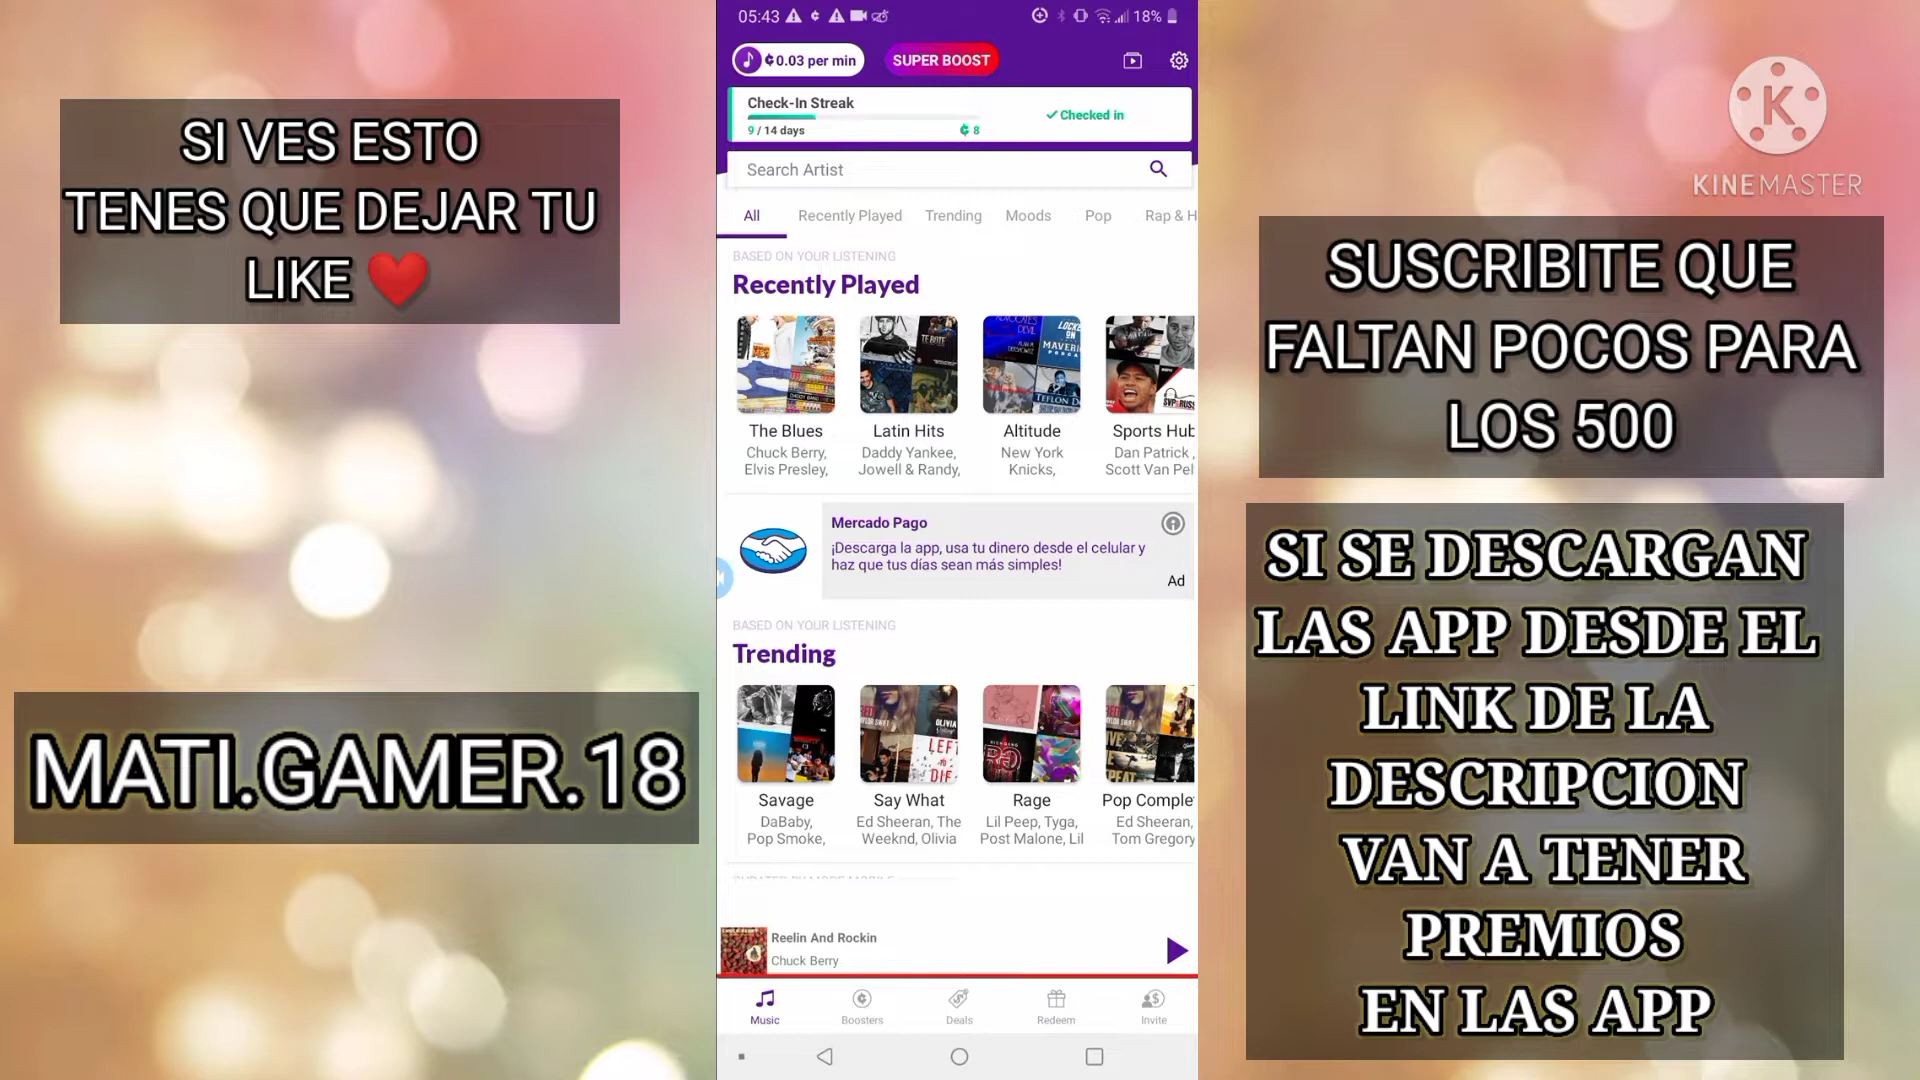 SI VES ESTO
TENES QUE DEJAR TU
LIKE ❤️
MATI.GAMER.18
05:43
18%
¢0.03 per min
SUPER BOOST
Check-In Streak
9 / 14 days
8
Checked in
Search Artist
All Recently Played Trending Moods Pop Rap & H
BASED ON YOUR LISTENING
Recently Played
The Blues
Chuck Berry,
Elvis Presley,
Latin Hits
Daddy Yankee,
Jowell & Randy,
Altitude
New York
Knicks,
Sports Hub
Dan Patrick ,
Scott Van Pel
Mercado Pago
¡Descarga la app, usa tu dinero desde el celular y
haz que tus días sean más simples!
Ad
BASED ON YOUR LISTENING
Trending
Savage
DaBaby,
Pop Smoke,
Say What
Ed Sheeran, The
Weeknd, Olivia
Rage
Lil Peep, Tyga,
Post Malone, Lil
Pop Comple
Ed Sheeran,
Tom Gregory
Reelin And Rockin
Chuck Berry
Music
Boosters
Deals
Redeem
Invite
K
KINEMASTER
SUSCRIBITE QUE
FALTAN POCOS PARA
LOS 500
SI SE DESCARGAN
LAS APP DESDE EL
LINK DE LA
DESCRIPCION
VAN A TENER
PREMIOS
EN LAS APP